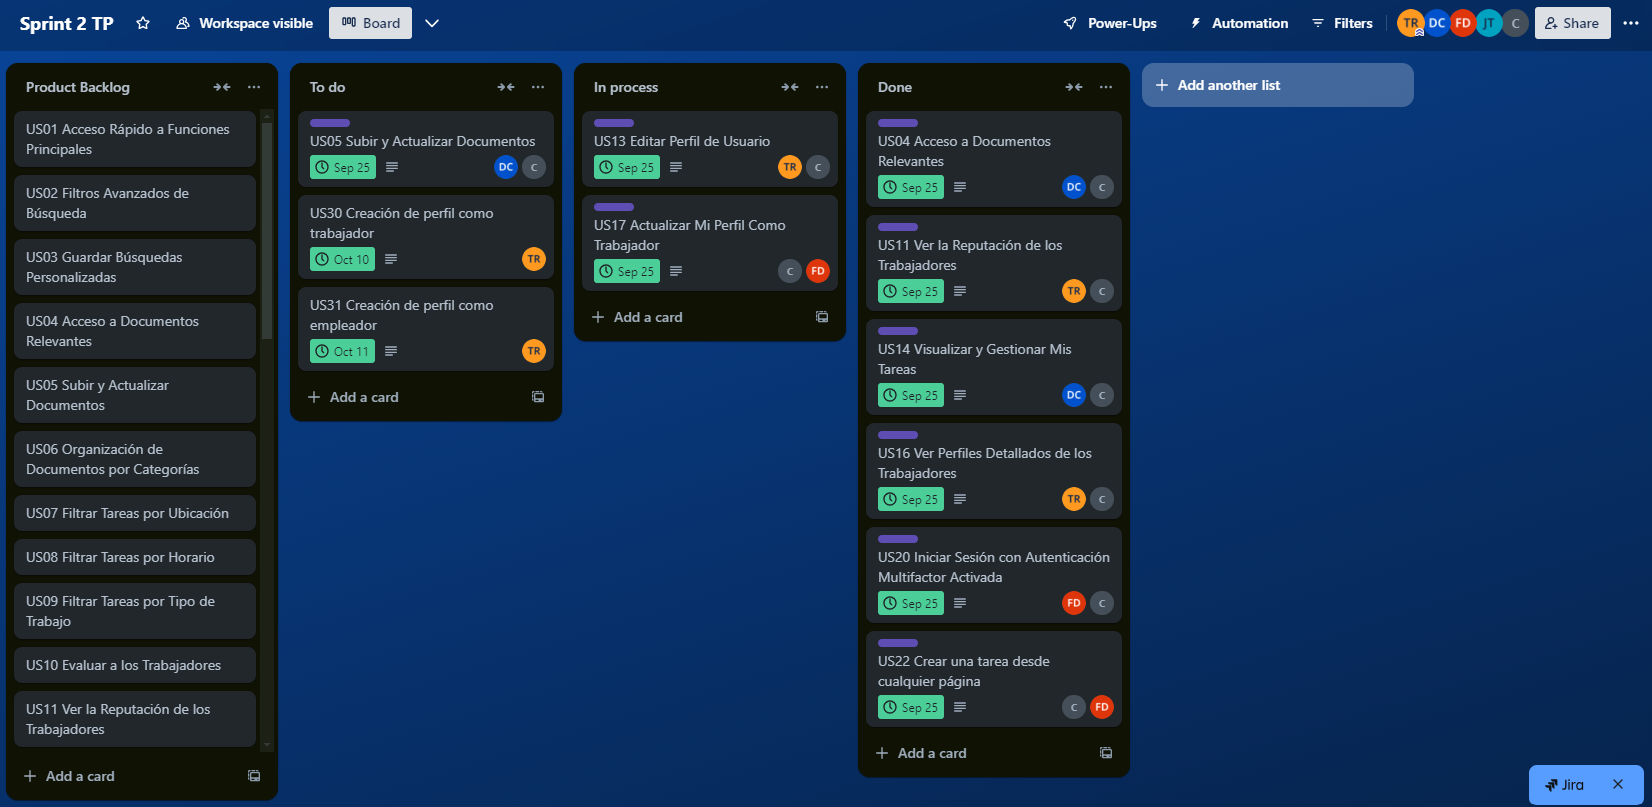 Sprint 2 TP
Workspace visible
Board
Power-Ups
Automation
Filters
TR
DC
FD
JT
C
Share
Product Backlog
US01 Acceso Rápido a Funciones
Principales
US02 Filtros Avanzados de
Búsqueda
US03 Guardar Búsquedas
Personalizadas
US04 Acceso a Documentos
Relevantes
US05 Subir y Actualizar
Documentos
US06 Organización de
Documentos por Categorías
US07 Filtrar Tareas por Ubicación
US08 Filtrar Tareas por Horario
US09 Filtrar Tareas por Tipo de
Trabajo
US10 Evaluar a los Trabajadores
US11 Ver la Reputación de los
Trabajadores
Add a card
To do
US05 Subir y Actualizar Documentos
Sep 25
DC
C
US30 Creación de perfil como
trabajador
Oct 10
TR
US31 Creación de perfil como
empleador
Oct 11
TR
Add a card
In process
US13 Editar Perfil de Usuario
Sep 25
TR
C
US17 Actualizar Mi Perfil Como
Trabajador
Sep 25
C
FD
Add a card
Done
US04 Acceso a Documentos
Relevantes
Sep 25
DC
C
US11 Ver la Reputación de los
Trabajadores
Sep 25
TR
C
US14 Visualizar y Gestionar Mis
Tareas
Sep 25
DC
C
US16 Ver Perfiles Detallados de los
Trabajadores
Sep 25
TR
C
US20 Iniciar Sesión con Autenticación
Multifactor Activada
Sep 25
FD
C
US22 Crear una tarea desde
cualquier página
Sep 25
C
FD
Add a card
Add another list
Jira